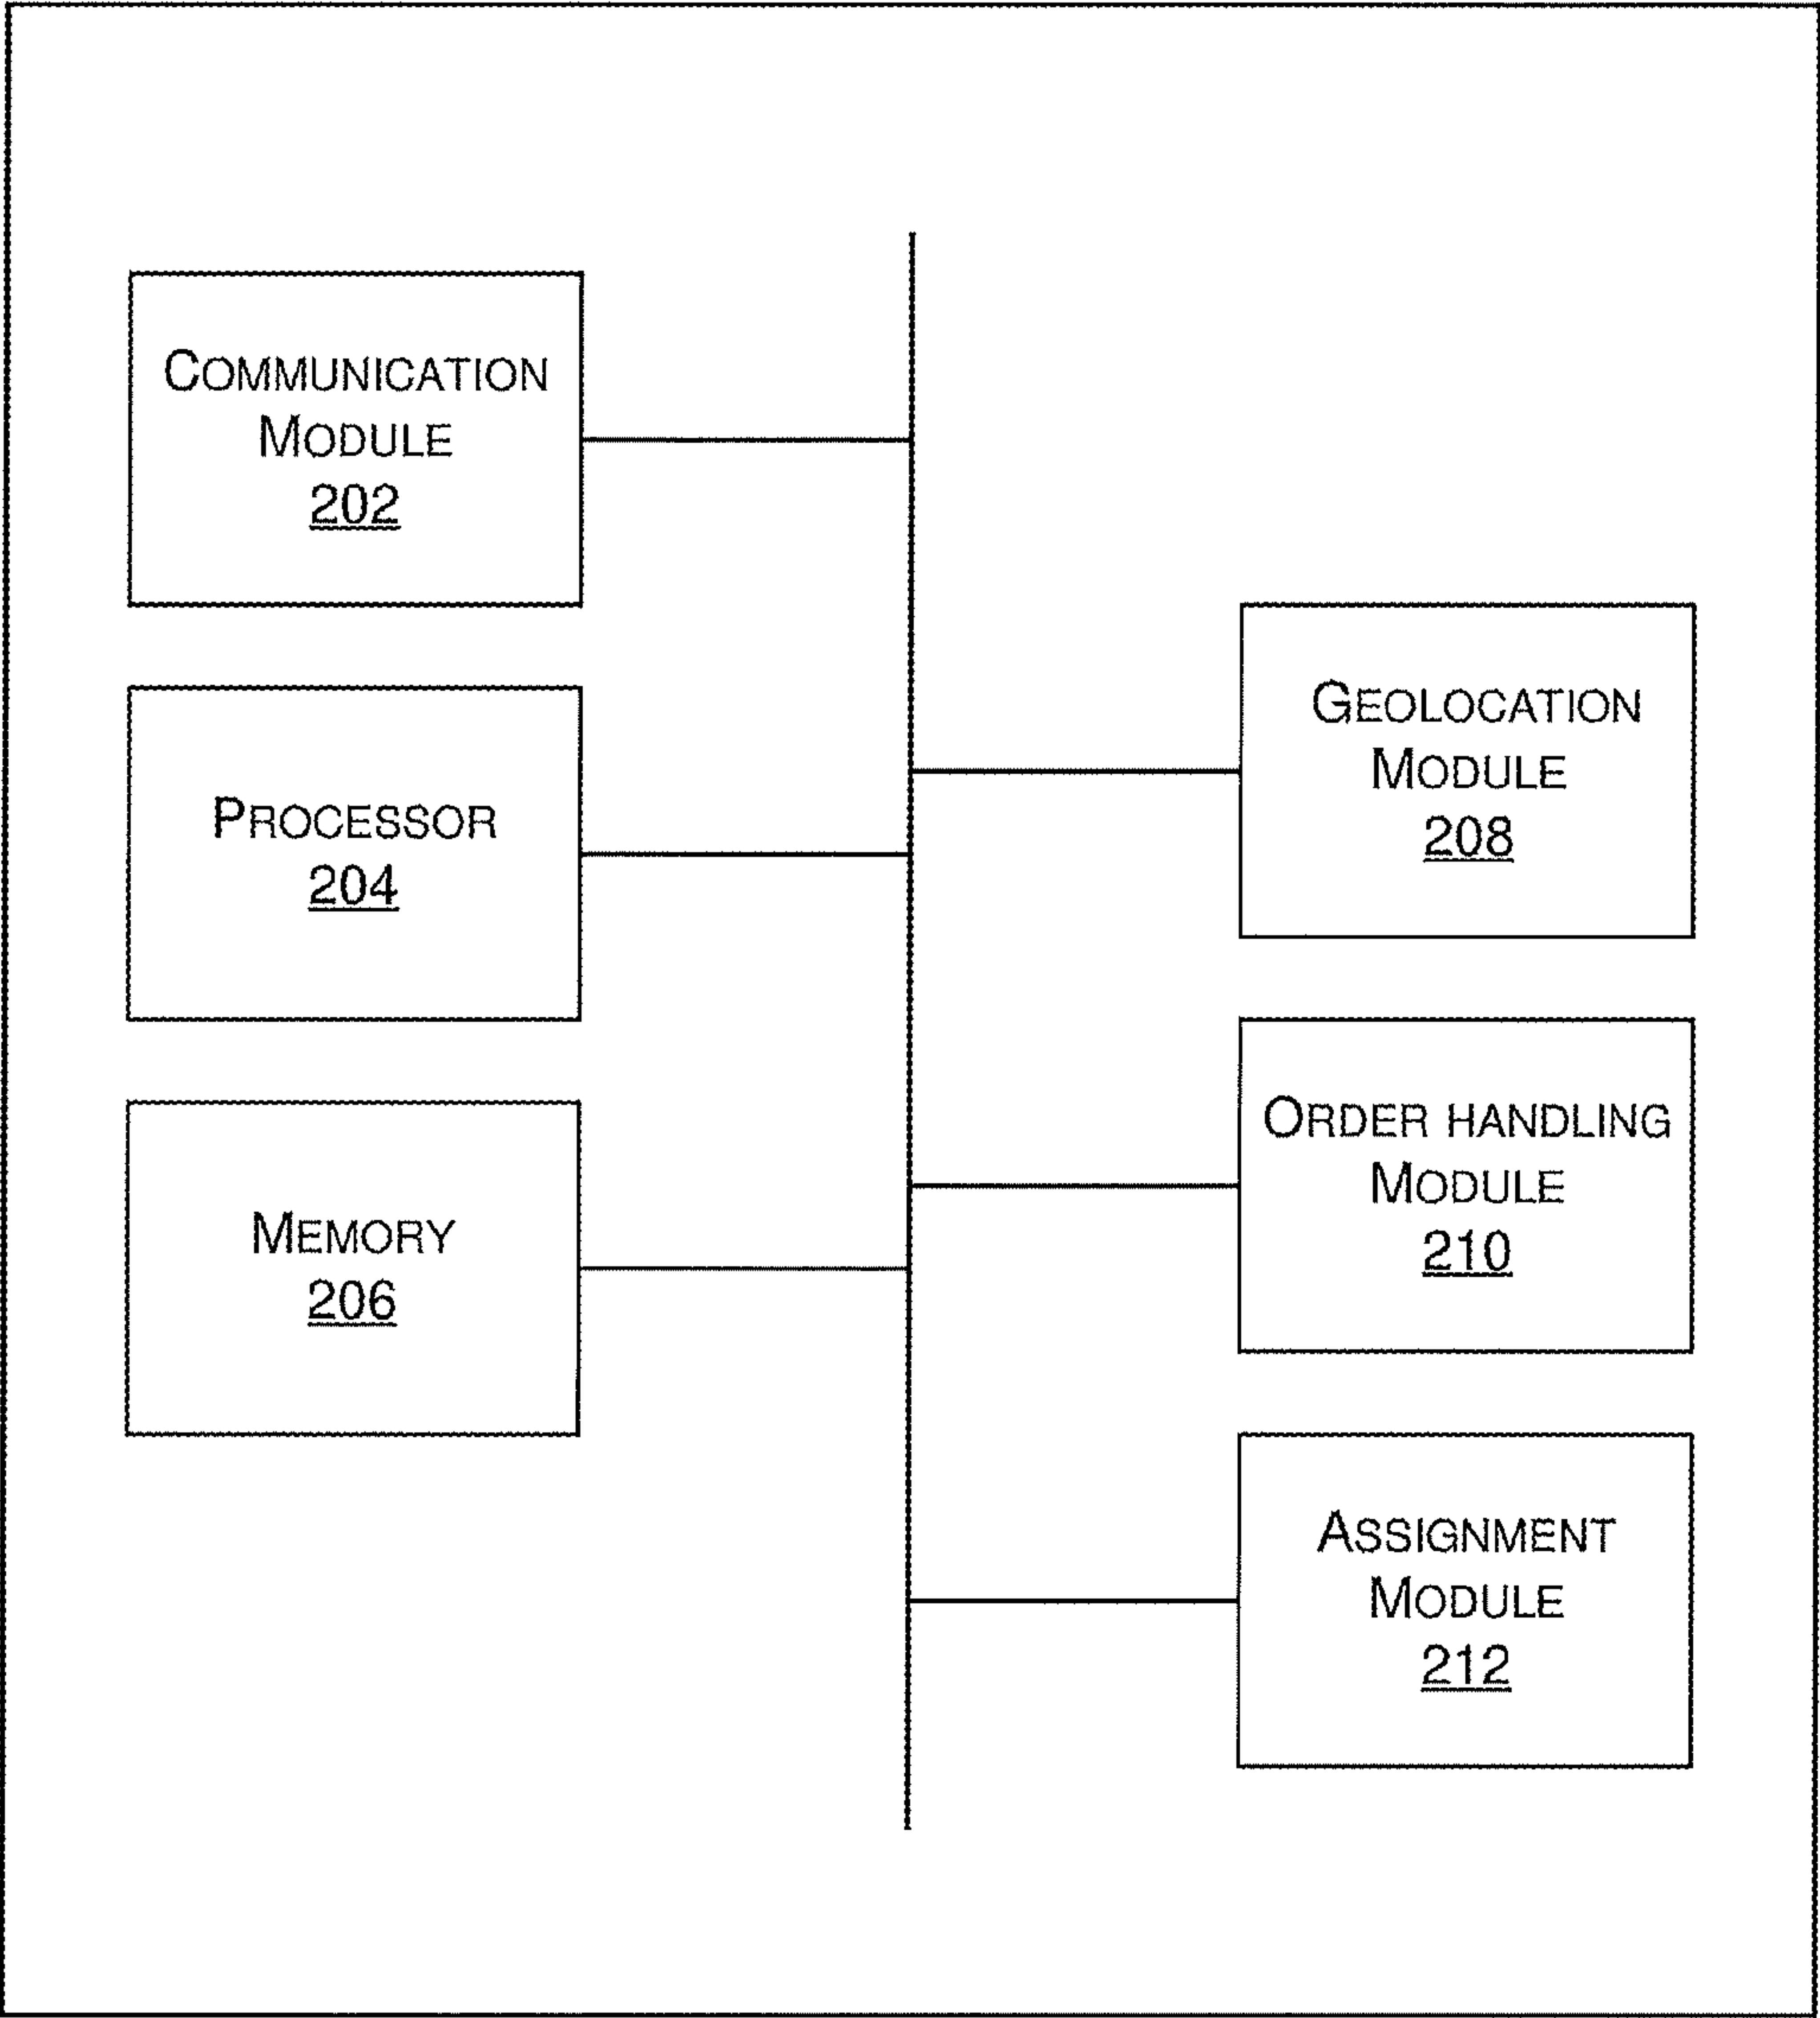 COMMUNICATION
MODULE
202
PROCESSOR
204
MEMORY
206
GEOLOCATION
MODULE
208
ORDER HANDLING
MODULE
210
ASSIGNMENT
MODULE
212